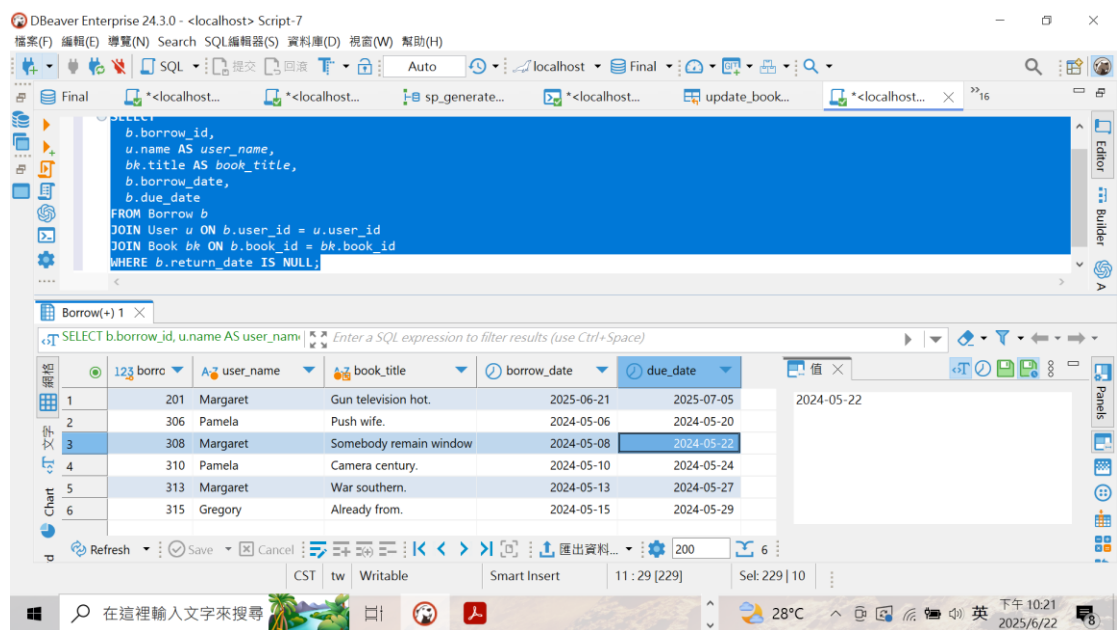 DBeaver Enterprise 24.3.0 - <localhost> Script-7
檔案(F) 編輯(E) 導覽(N) Search SQL編輯器(S) 資料庫(D) 視窗(W) 幫助(H)
SQL 提交 回滾 Auto localhost Final
Final *<localhost... *<localhost... sp_generate... *<localhost... update_book... *<localhost... »16
SELECT
b.borrow_id,
u.name AS user_name,
bk.title AS book_title,
b.borrow_date,
b.due_date
FROM Borrow b
JOIN User u ON b.user_id = u.user_id
JOIN Book bk ON b.book_id = bk.book_id
WHERE b.return_date IS NULL;
Editor
Builder
A
Borrow(+) 1
SELECT b.borrow_id, u.name AS user_nam Enter a SQL expression to filter results (use Ctrl+Space)
網格 123 borrc A-Z user_name A-Z book_title borrow_date due_date
1 201 Margaret Gun television hot. 2025-06-21 2025-07-05
2 306 Pamela Push wife. 2024-05-06 2024-05-20
3 308 Margaret Somebody remain window 2024-05-08 2024-05-22
4 310 Pamela Camera century. 2024-05-10 2024-05-24
5 313 Margaret War southern. 2024-05-13 2024-05-27
6 315 Gregory Already from. 2024-05-15 2024-05-29
文字
Chart
值
2024-05-22
Panels
Refresh Save Cancel 匯出資料... 200 6
CST tw Writable Smart Insert 11 : 29 [229] Sel: 229 | 10
在這裡輸入文字來搜尋 28°C 英 下午 10:21
2025/6/22 8